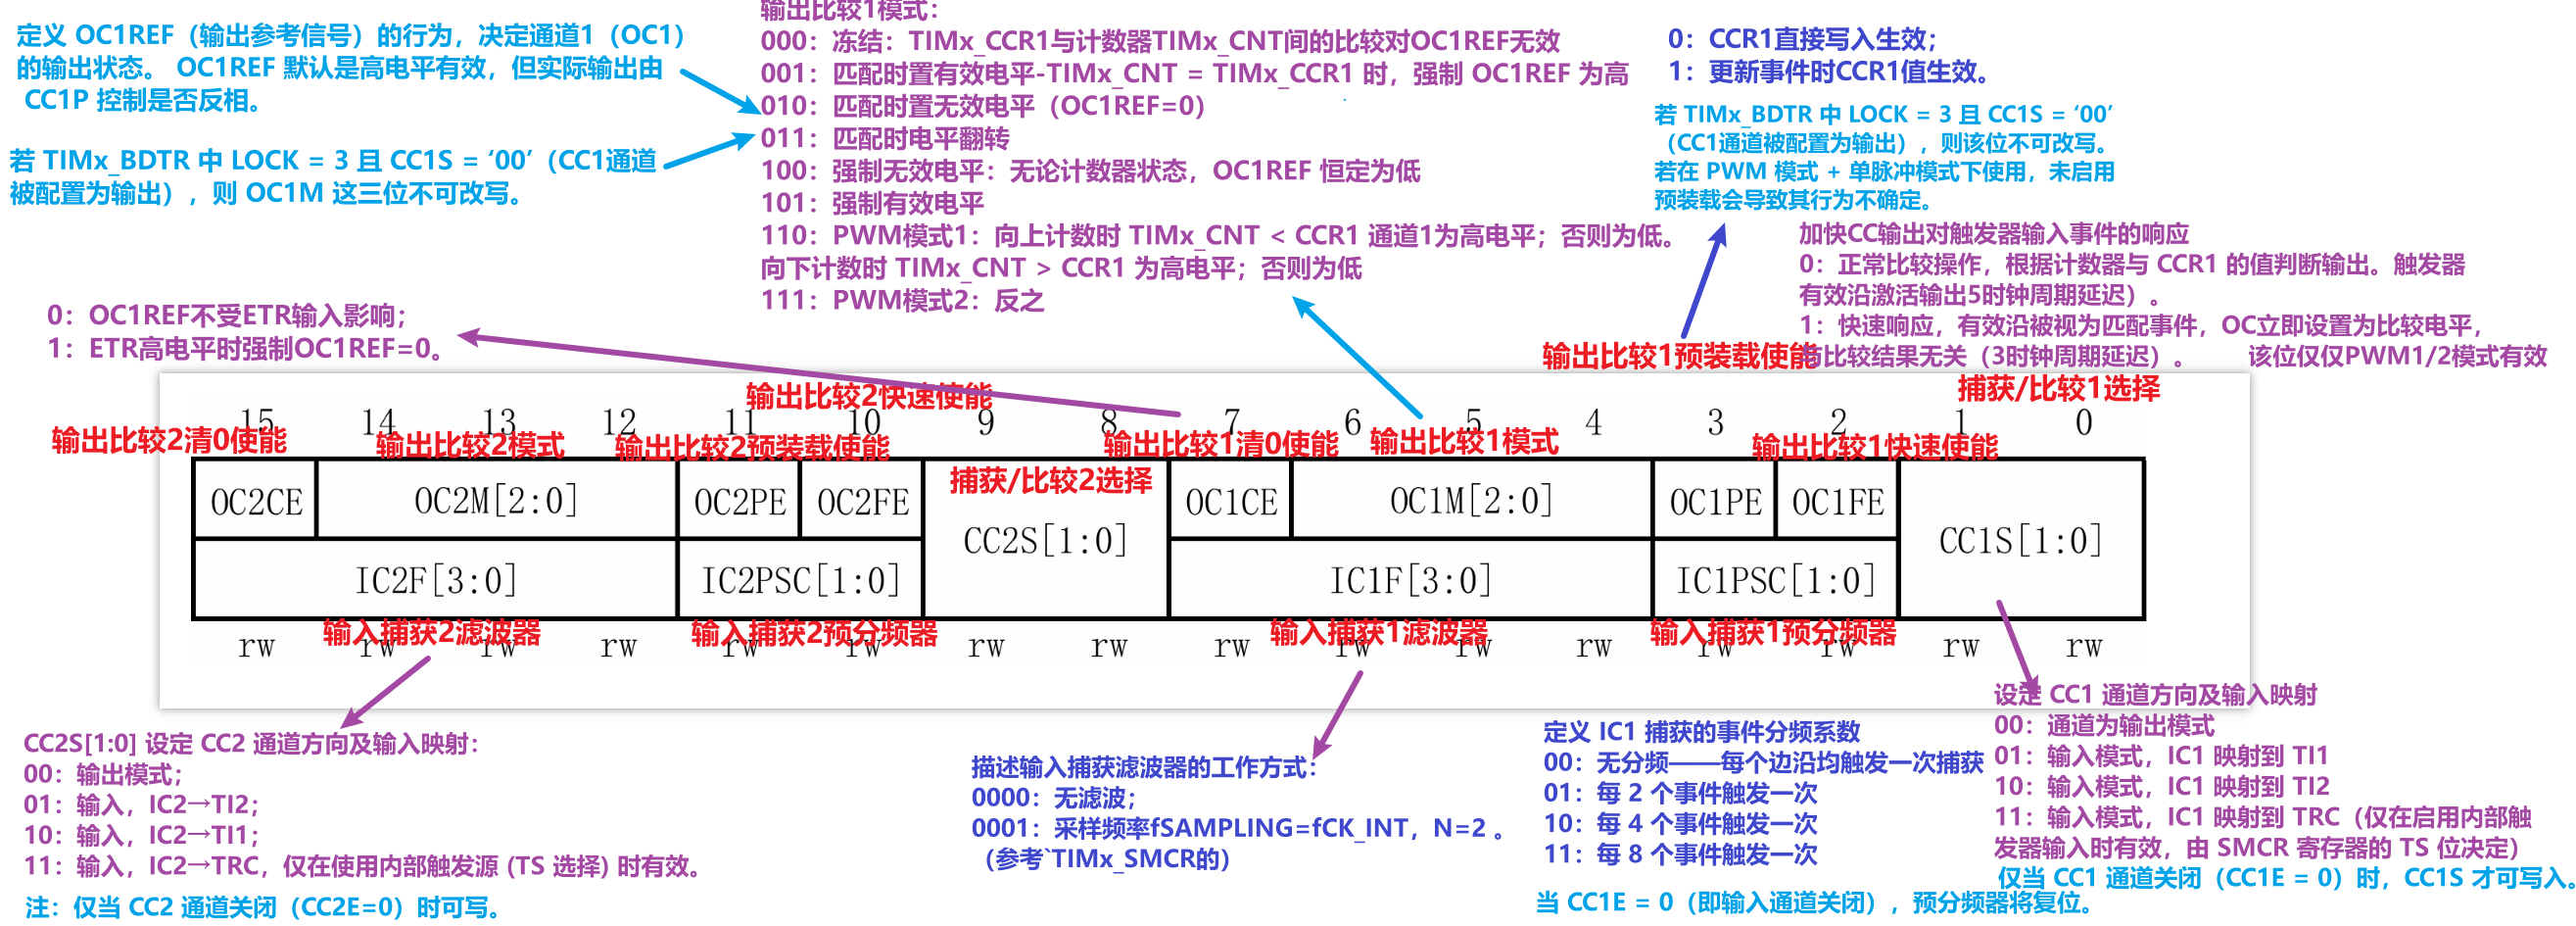 定义 OC1REF（输出参考信号）的行为，决定通道1（OC1）
的输出状态。 OC1REF 默认是高电平有效，但实际输出由
CC1P 控制是否反相。
若 TIMx_BDTR 中 LOCK = 3 且 CC1S = ‘00’（CC1通道
被配置为输出），则 OC1M 这三位不可改写。
输出比较1模式：
000：冻结：TIMx_CCR1与计数器TIMx_CNT间的比较对OC1REF无效
001：匹配时置有效电平-TIMx_CNT = TIMx_CCR1 时，强制 OC1REF 为高
010：匹配时置无效电平（OC1REF=0）
011：匹配时电平翻转
100：强制无效电平：无论计数器状态，OC1REF 恒定为低
101：强制有效电平
110：PWM模式1：向上计数时 TIMx_CNT < CCR1 通道1为高电平；否则为低。
向下计数时 TIMx_CNT > CCR1 为高电平；否则为低
111：PWM模式2：反之
0：CCR1直接写入生效；
1：更新事件时CCR1值生效。
若 TIMx_BDTR 中 LOCK = 3 且 CC1S = ‘00’
（CC1通道被配置为输出），则该位不可改写。
若在 PWM 模式 + 单脉冲模式下使用，未启用
预装载会导致其行为不确定。
加快CC输出对触发器输入事件的响应
0：正常比较操作，根据计数器与 CCR1 的值判断输出。触发器
有效沿激活输出5时钟周期延迟）。
1：快速响应，有效沿被视为匹配事件，OC立即设置为比较电平，
与比较结果无关（3时钟周期延迟）。 该位仅仅PWM1/2模式有效
0：OC1REF不受ETR输入影响；
1：ETR高电平时强制OC1REF=0。
输出比较1预装载使能
输出比较2快速使能
捕获/比较1选择
15 14 13 12 11 10 9 8 7 6 5 4 3 2 1 0
输出比较2清0使能 输出比较2模式 输出比较2预装载使能 输出比较1清0使能 输出比较1模式 输出比较1快速使能
捕获/比较2选择
OC2CE OC2M[2:0] OC2PE OC2FE CC2S[1:0] OC1CE OC1M[2:0] OC1PE OC1FE CC1S[1:0]
IC2F[3:0] IC2PSC[1:0] IC1F[3:0] IC1PSC[1:0]
输入捕获2滤波器 输入捕获2预分频器 输入捕获1滤波器 输入捕获1预分频器
rw rw rw rw rw rw rw rw rw rw rw rw rw rw rw rw
CC2S[1:0] 设定 CC2 通道方向及输入映射：
00：输出模式；
01：输入，IC2→TI2；
10：输入，IC2→TI1；
11：输入，IC2→TRC，仅在使用内部触发源 (TS 选择) 时有效。
注：仅当 CC2 通道关闭（CC2E=0）时可写。
描述输入捕获滤波器的工作方式：
0000：无滤波；
0001：采样频率fSAMPLING=fCK_INT，N=2 。
（参考`TIMx_SMCR的）
定义 IC1 捕获的事件分频系数
00：无分频——每个边沿均触发一次捕获
01：每 2 个事件触发一次
10：每 4 个事件触发一次
11：每 8 个事件触发一次
当 CC1E = 0（即输入通道关闭），预分频器将复位。
设定 CC1 通道方向及输入映射
00：通道为输出模式
01：输入模式，IC1 映射到 TI1
10：输入模式，IC1 映射到 TI2
11：输入模式，IC1 映射到 TRC（仅在启用内部触
发器输入时有效，由 SMCR 寄存器的 TS 位决定）
仅当 CC1 通道关闭（CC1E = 0）时，CC1S 才可写入。